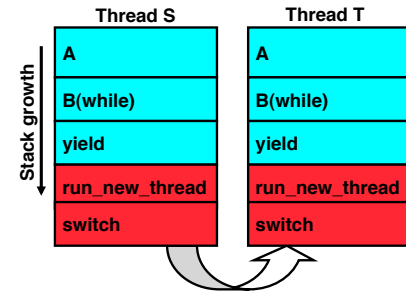 Thread S
Thread T
Stack growth
A
B(while)
yield
run_new_thread
switch
A
B(while)
yield
run_new_thread
switch